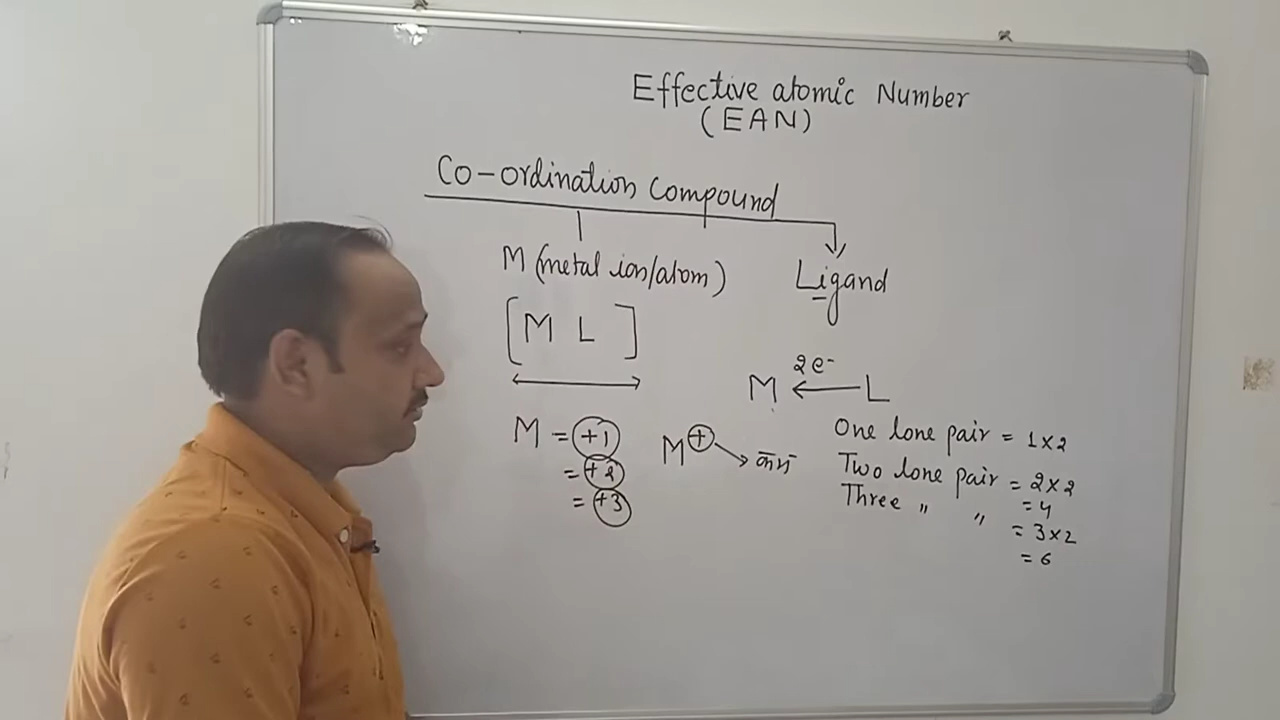 Effective atomic Number
(EAN)
Co-ordination Compound
M (metal ion/atom)
Ligand
[M L]
M ←2e⁻ L
M = +1
= +2
= +3
M⁺ → कम
One lone pair = 1×2
Two lone pair = 2×2
= 4
Three " " = 3×2
= 6